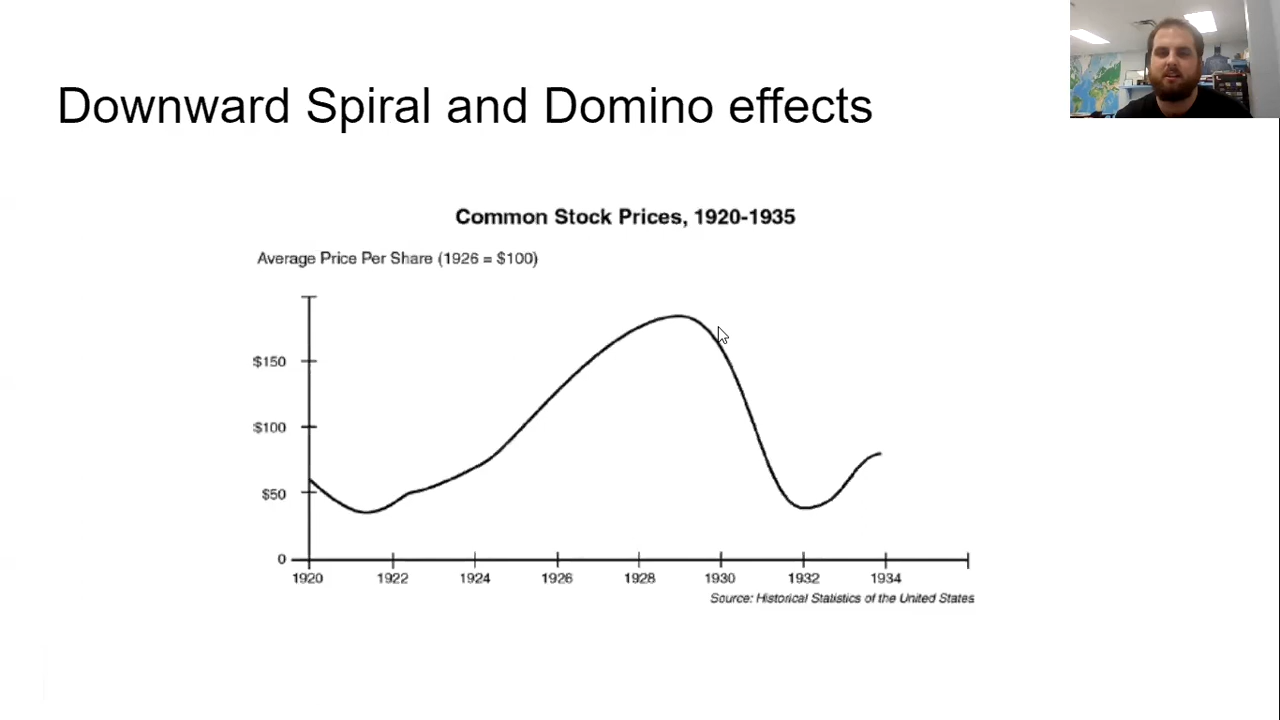 Downward Spiral and Domino effects
Common Stock Prices, 1920-1935
Average Price Per Share (1926 = $100)
$150
$100
$50
0
1920 1922 1924 1926 1928 1930 1932 1934
Source: Historical Statistics of the United States